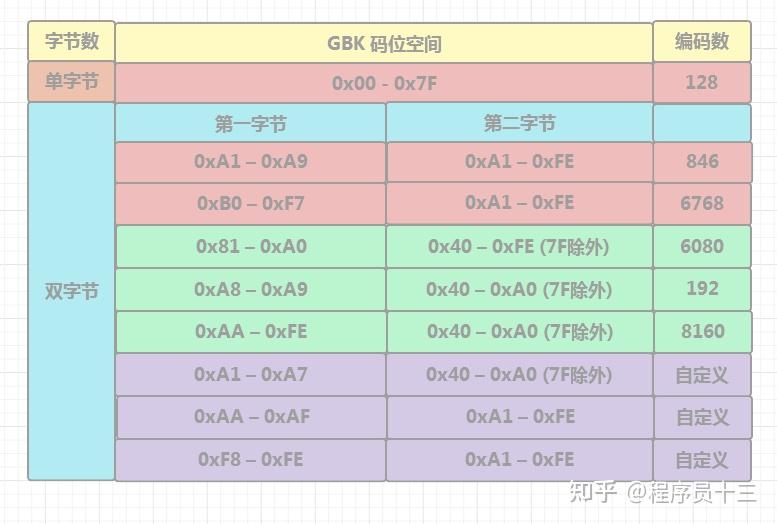 字节数 GBK 码位空间 编码数
单字节 0x00 - 0x7F 128
第一字节 第二字节
0xA1 – 0xA9 0xA1 – 0xFE 846
0xB0 – 0xF7 0xA1 – 0xFE 6768
0x81 – 0xA0 0x40 – 0xFE (7F除外) 6080
双字节 0xA8 – 0xA9 0x40 – 0xA0 (7F除外) 192
0xAA – 0xFE 0x40 – 0xA0 (7F除外) 8160
0xA1 – 0xA7 0x40 – 0xA0 (7F除外) 自定义
0xAA – 0xAF 0xA1 – 0xFE 自定义
0xF8 – 0xFE 0xA1 – 0xFE 自定义
知乎 @程序员十三